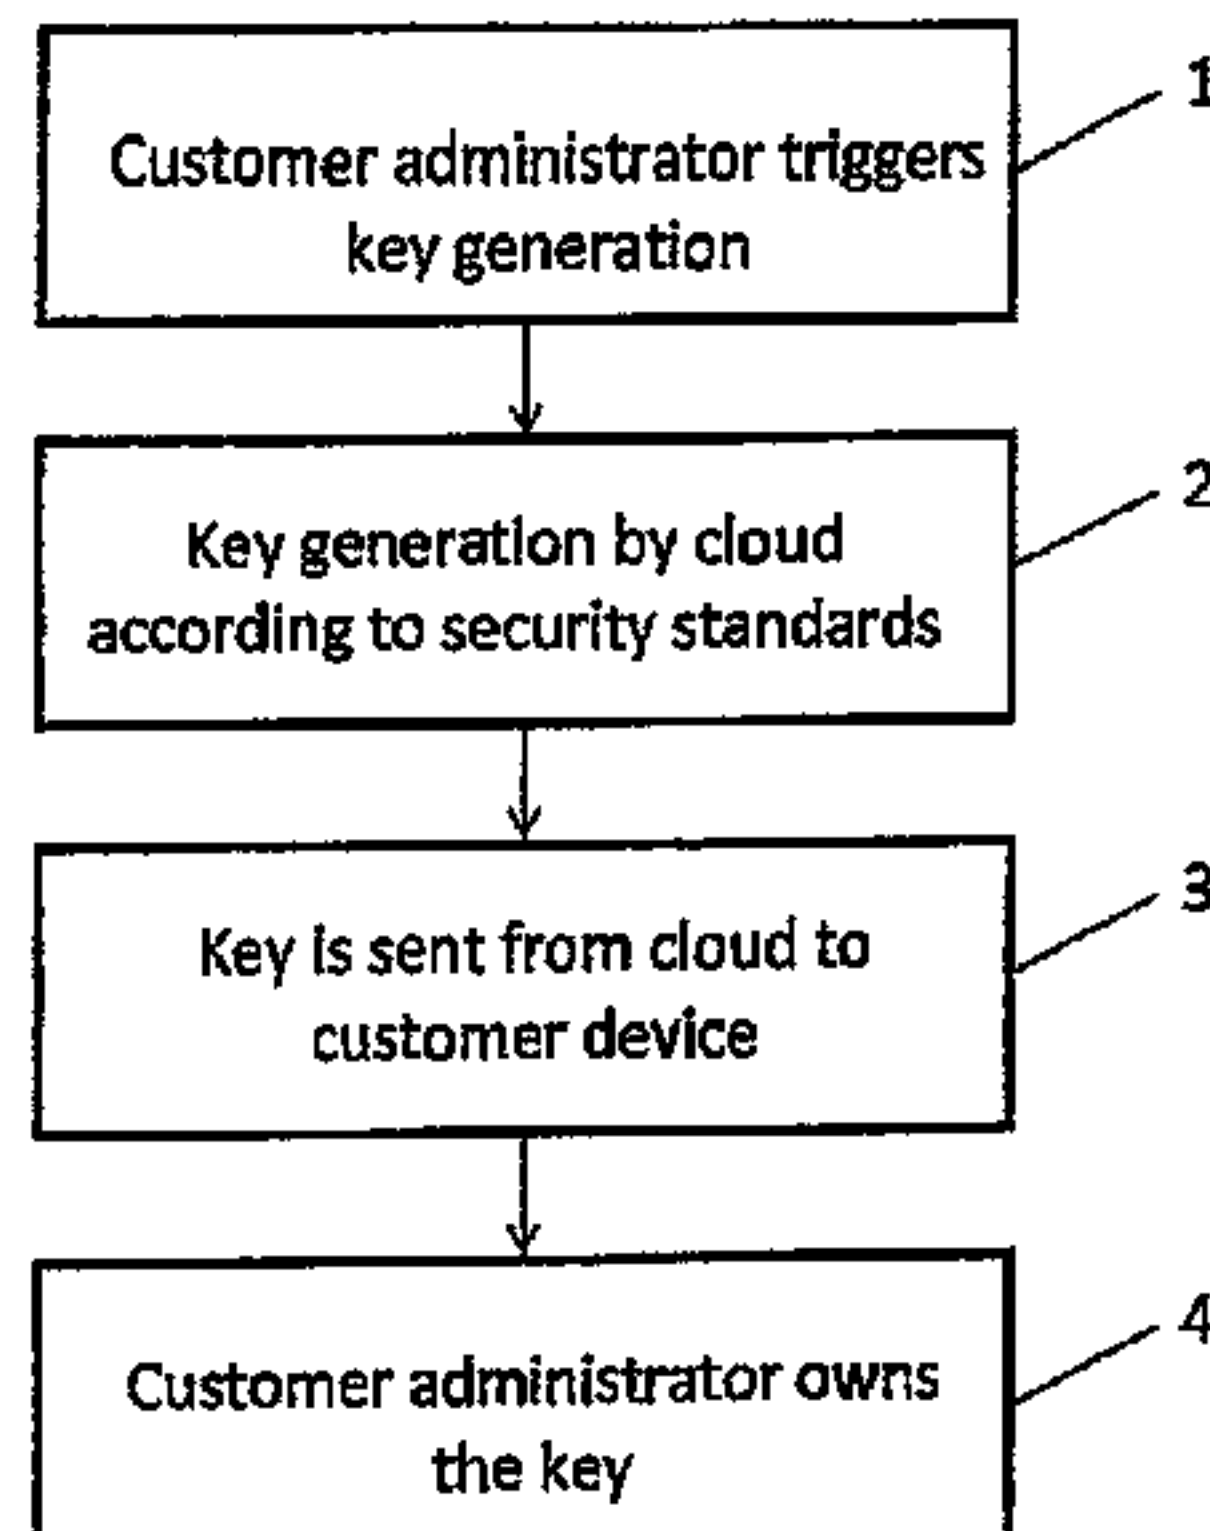 1
Customer administrator triggers
key generation
2
Key generation by cloud
according to security standards
3
Key is sent from cloud to
customer device
4
Customer administrator owns
the key